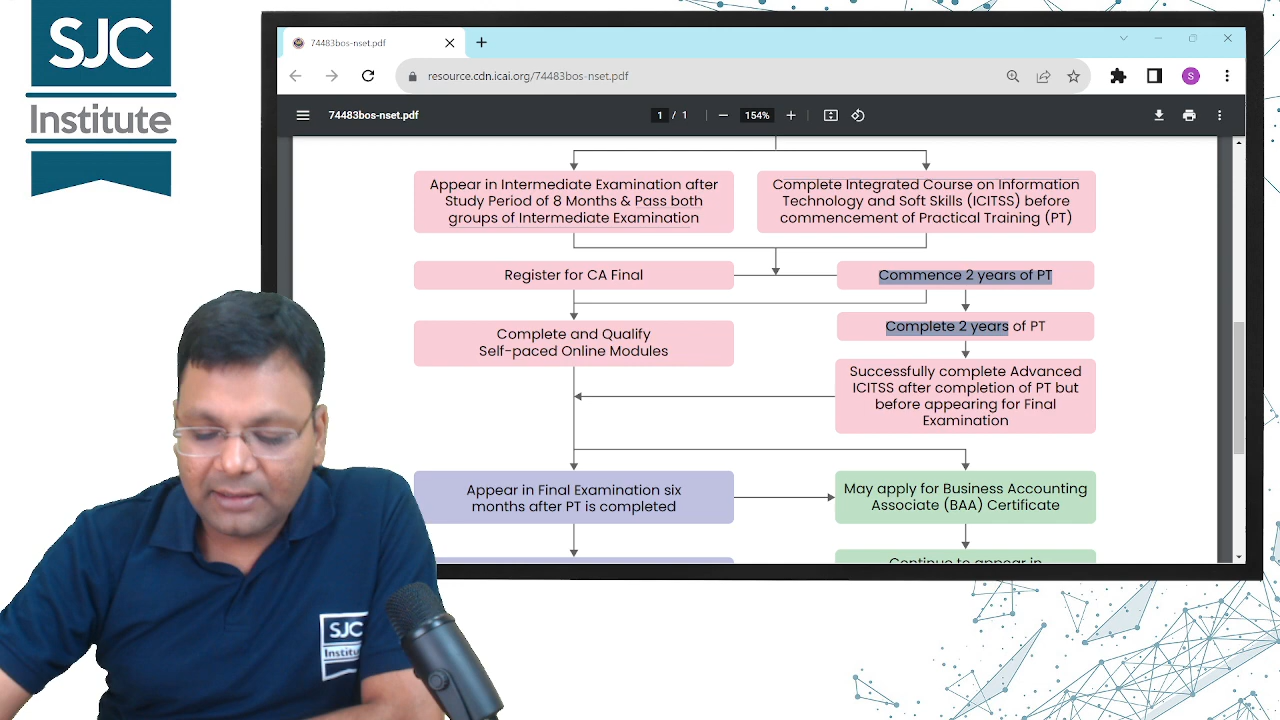 SJC
Institute
74483bos-nset.pdf
resource.cdn.icai.org/74483bos-nset.pdf
S
74483bos-nset.pdf
1 / 1
154%
Appear in Intermediate Examination after
Study Period of 8 Months & Pass both
groups of Intermediate Examination
Complete Integrated Course on Information
Technology and Soft Skills (ICITSS) before
commencement of Practical Training (PT)
Register for CA Final
Commence 2 years of PT
Complete and Qualify
Self-paced Online Modules
Complete 2 years of PT
Successfully complete Advanced
ICITSS after completion of PT but
before appearing for Final
Examination
Appear in Final Examination six
months after PT is completed
May apply for Business Accounting
Associate (BAA) Certificate
Continue to appear in
SJC
Institu